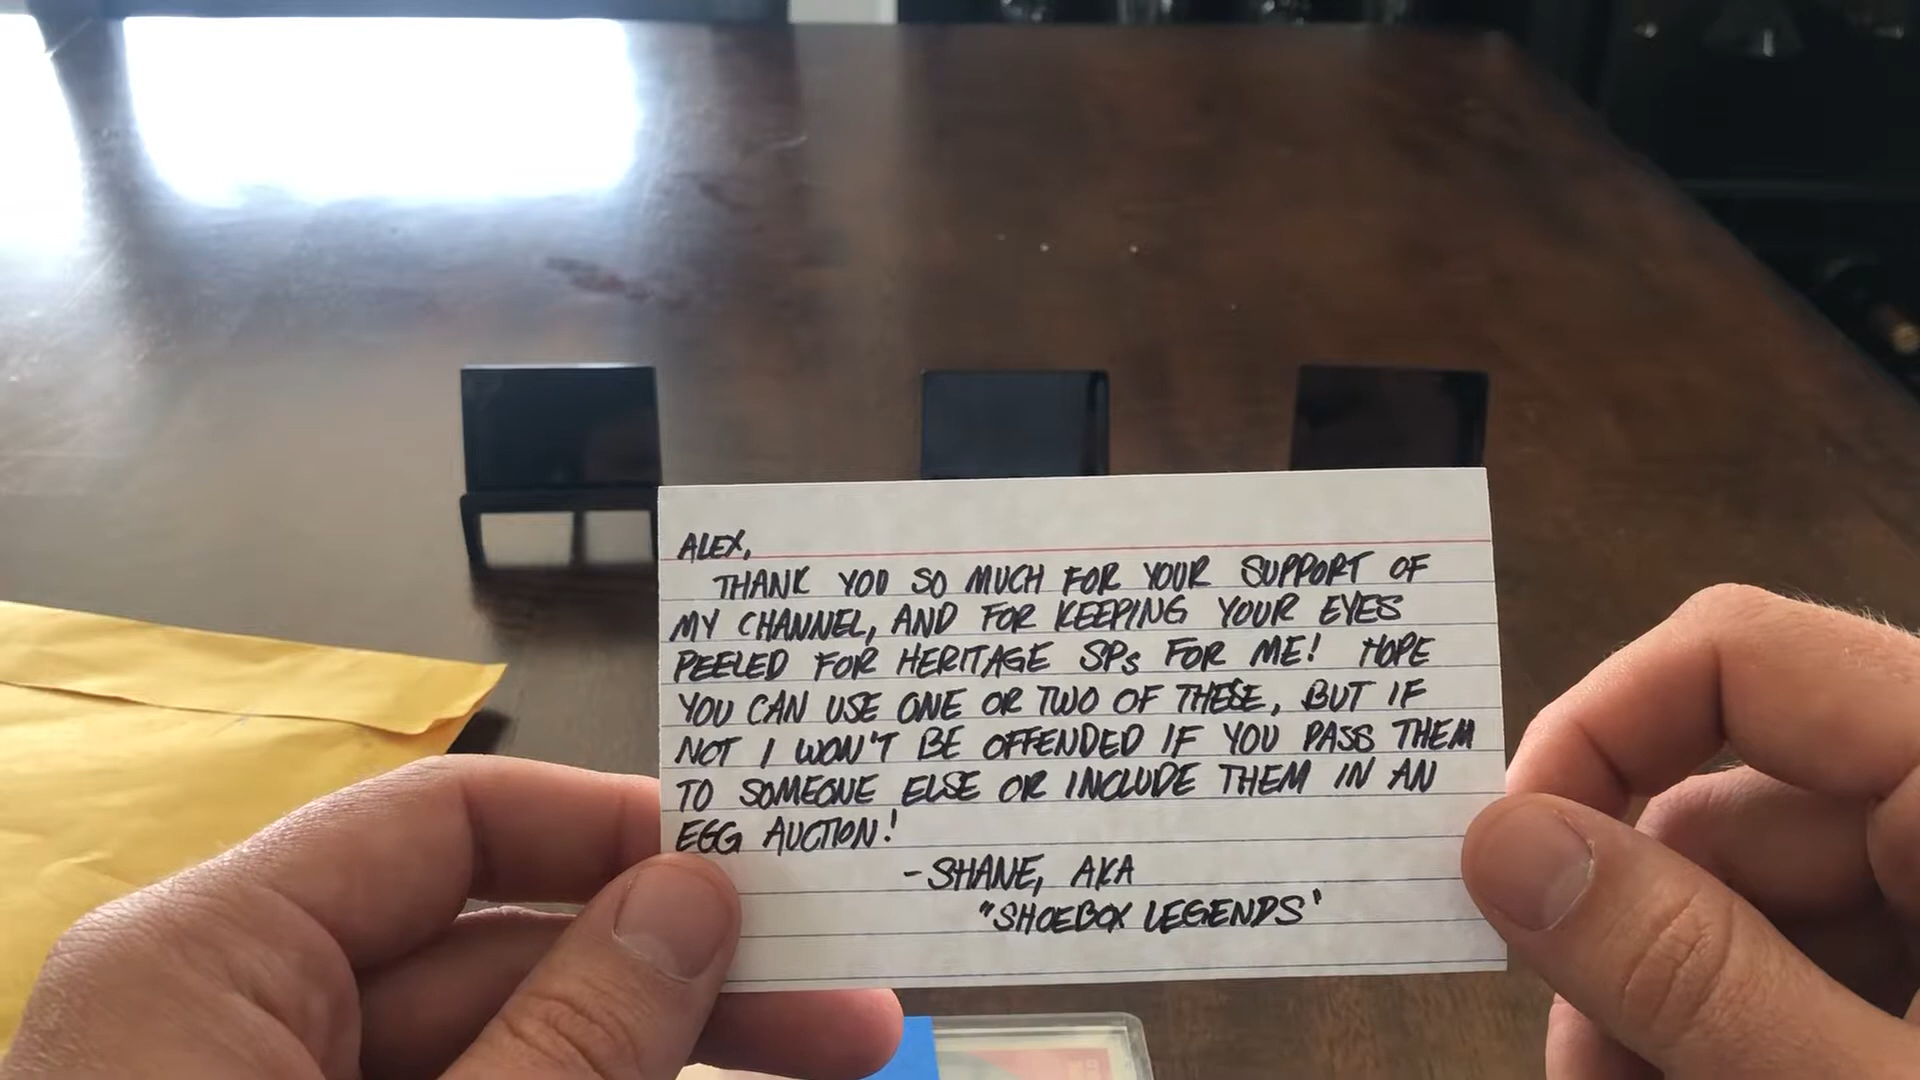 ALEX,
THANK YOU SO MUCH FOR YOUR SUPPORT OF
MY CHANNEL, AND FOR KEEPING YOUR EYES
PEELED FOR HERITAGE SPs FOR ME! HOPE
YOU CAN USE ONE OR TWO OF THESE, BUT IF
NOT I WON'T BE OFFENDED IF YOU PASS THEM
TO SOMEONE ELSE OR INCLUDE THEM IN AN
EGG AUCTION!
-SHANE, AKA
"SHOEBOX LEGENDS"